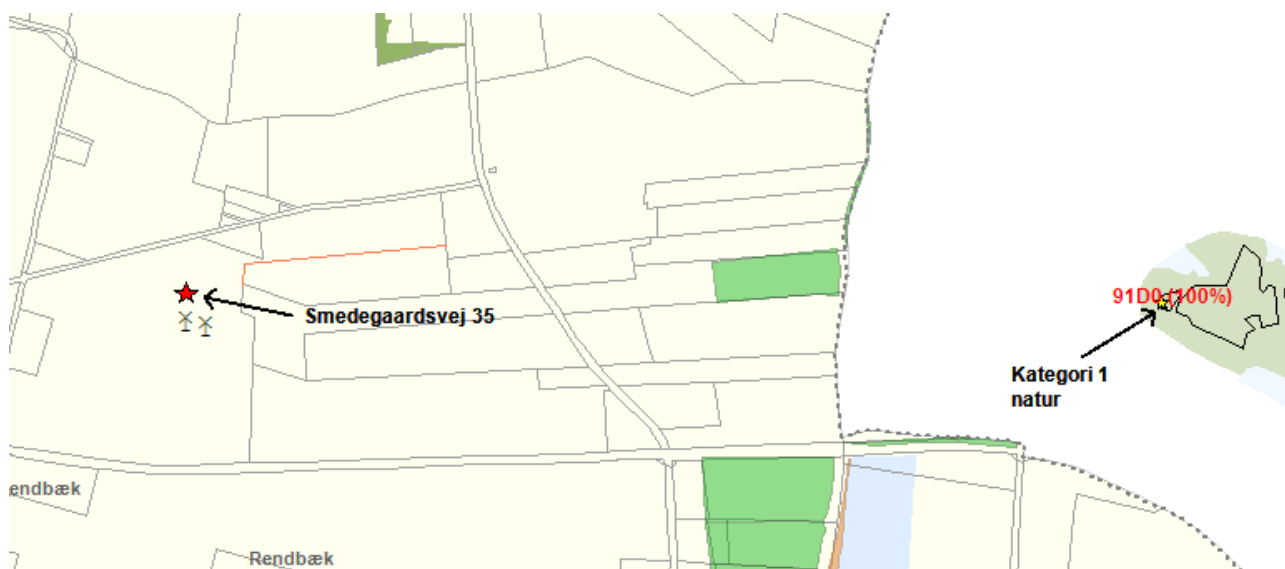 91D0 (100%)
Smedegaardsvej 35
Kategori 1
natur
endbæk
Rendbæk